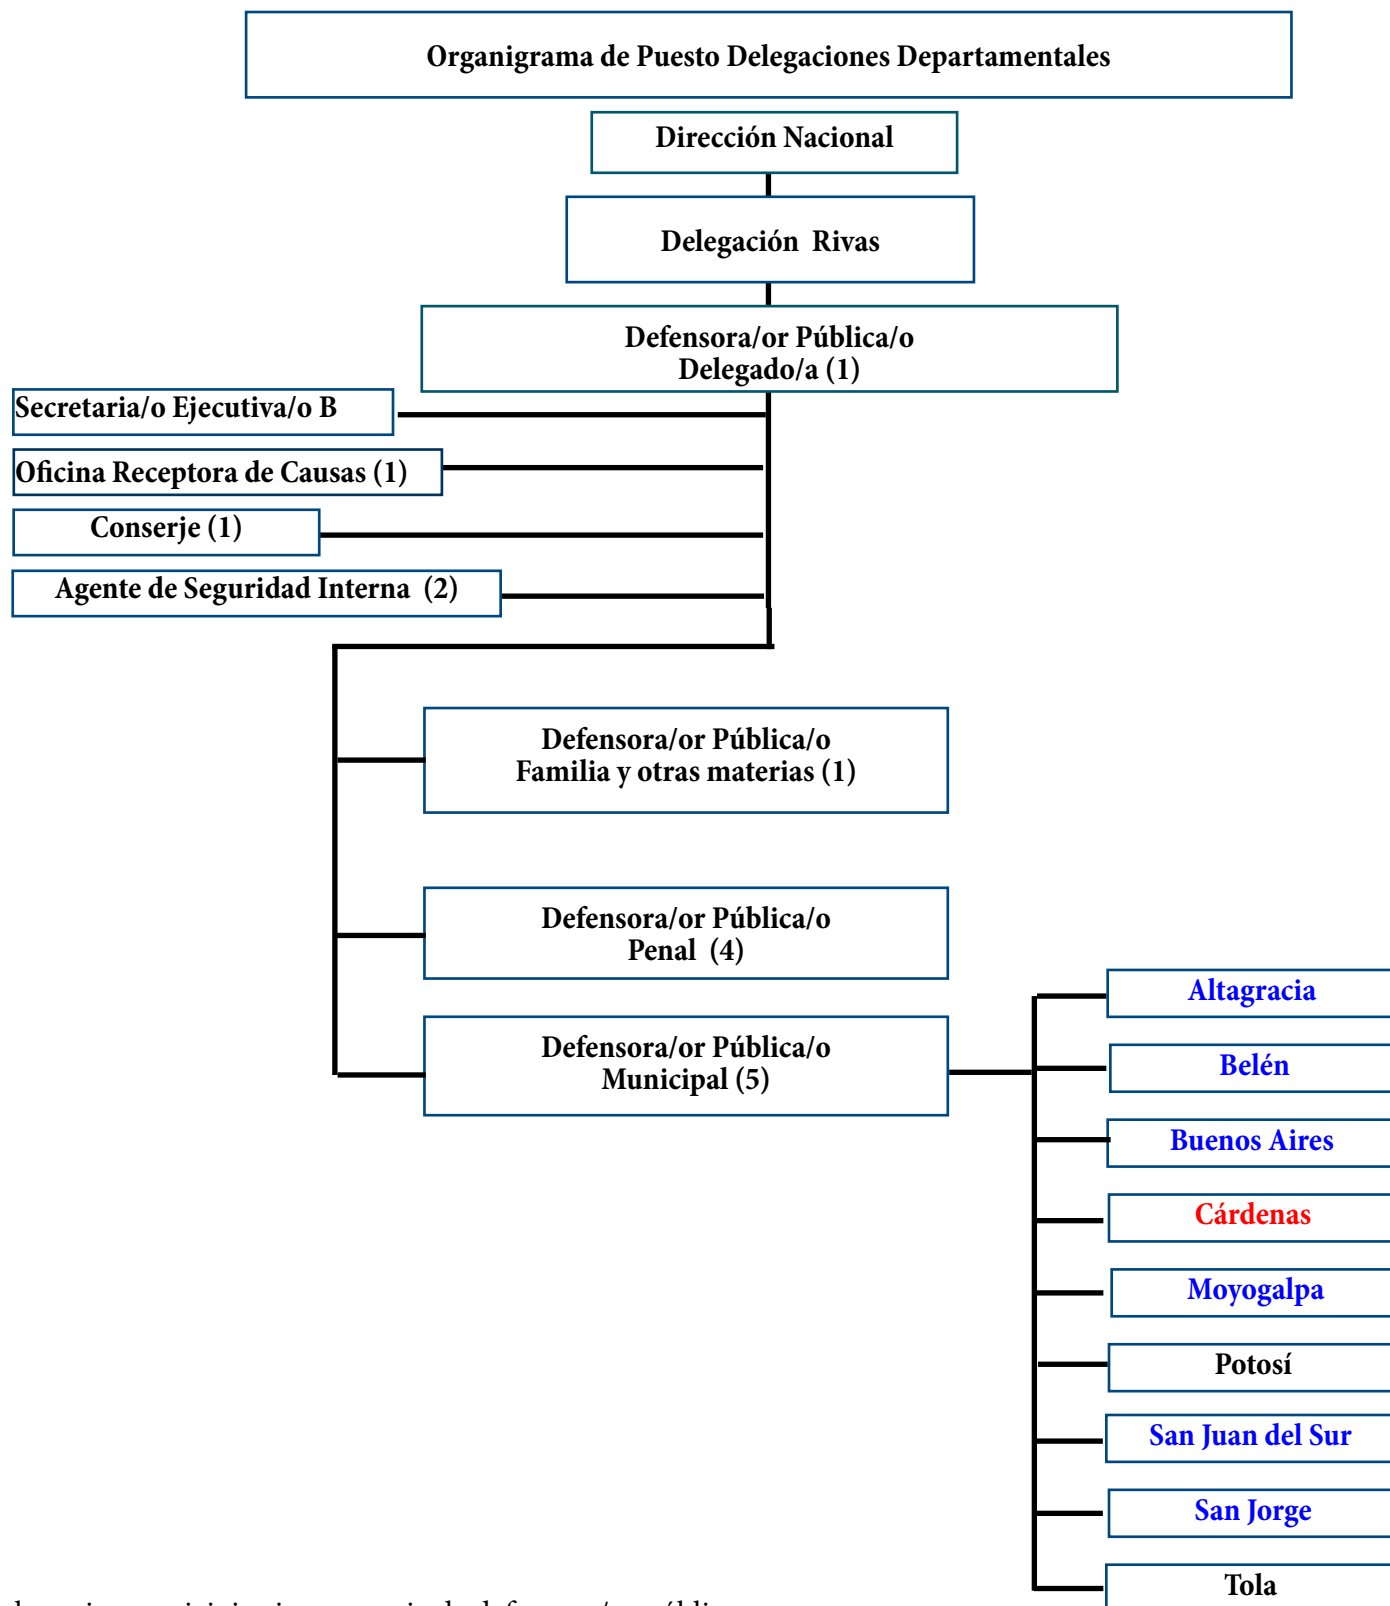 Organigrama de Puesto Delegaciones Departamentales
Dirección Nacional
Delegación Rivas
Defensora/or Pública/o
Delegado/a (1)
Secretaria/o Ejecutiva/o B
Oficina Receptora de Causas (1)
Conserje (1)
Agente de Seguridad Interna (2)
Defensora/or Pública/o
Familia y otras materias (1)
Defensora/or Pública/o
Penal (4)
Defensora/or Pública/o
Municipal (5)
Altagracia
Belén
Buenos Aires
Cárdenas
Moyogalpa
Potosí
San Juan del Sur
San Jorge
Tola